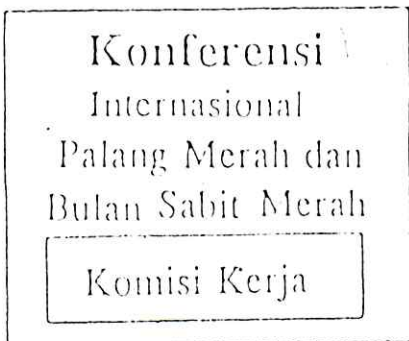 Konferensi
Internasional
Palang Merah dan
Bulan Sabit Merah
Komisi Kerja